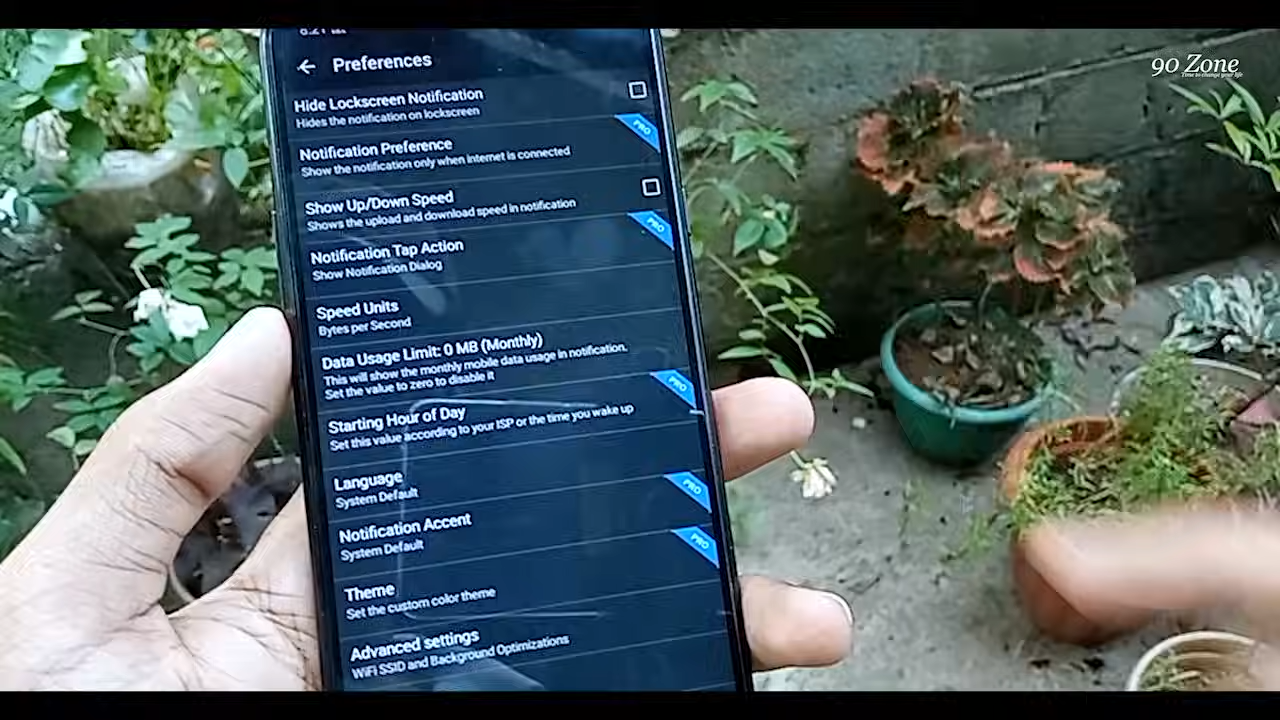 90 Zone
Time to change your life
Preferences
Hide Lockscreen Notification
Hides the notification on lockscreen
PRO
Notification Preference
Show the notification only when internet is connected
Show Up/Down Speed
Shows the upload and download speed in notification
PRO
Notification Tap Action
Show Notification Dialog
Speed Units
Bytes per Second
Data Usage Limit: 0 MB (Monthly)
This will show the monthly mobile data usage in notification.
Set the value to zero to disable it
PRO
Starting Hour of Day
Set this value according to your ISP or the time you wake up
Language
System Default
PRO
Notification Accent
System Default
PRO
Theme
Set the custom color theme
Advanced settings
WiFi SSID and Background Optimizations